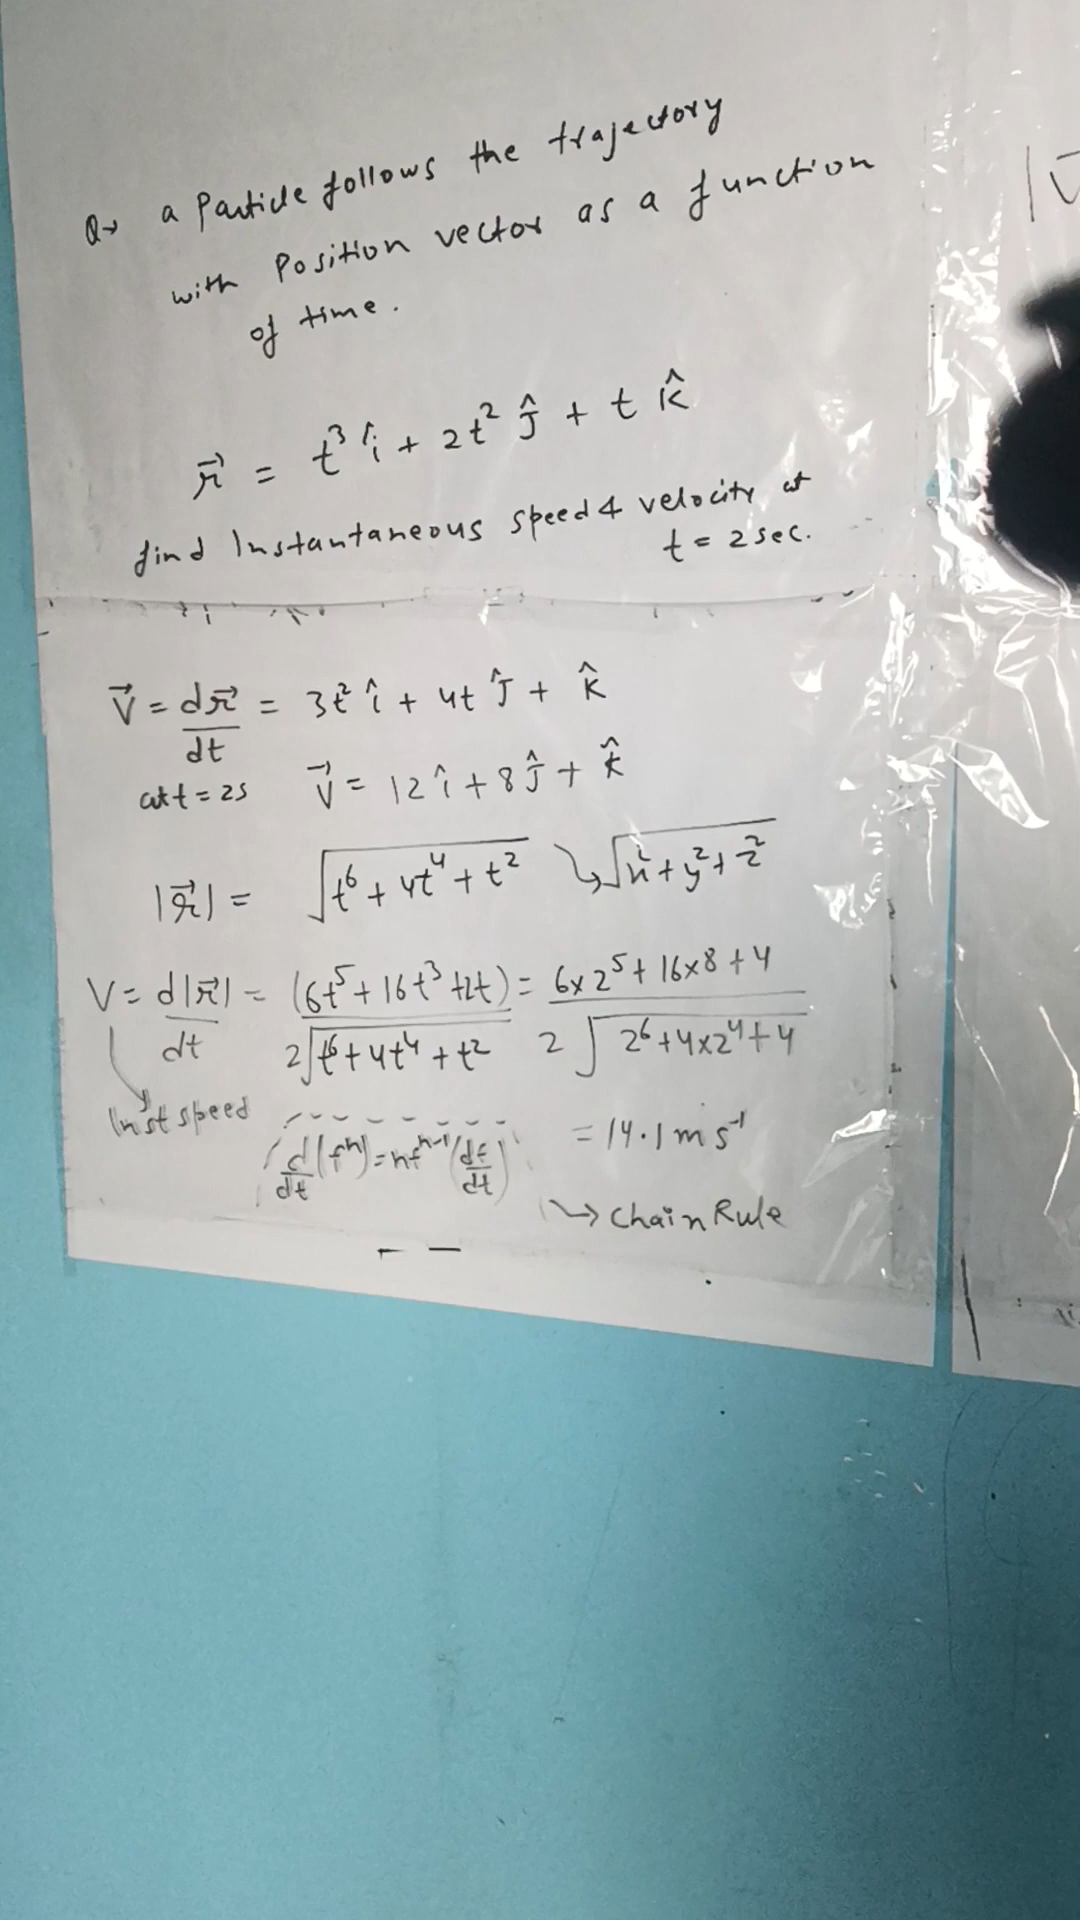 Q→ a Particle follows the trajectory
with Position vector as a function
of time.
r⃗ = t³ î + 2t² ĵ + t k̂
find Instantaneous speed & velocity at
t = 2 sec.
V⃗ = dr⃗/dt = 3t² î + 4t ĵ + k̂
at t = 2s V⃗ = 12 î + 8 ĵ + k̂
|r⃗| = √(t⁶ + 4t⁴ + t²) ↳ √(x² + y² + z²)
V = d|r⃗|/dt = (6t⁵ + 16t³ + 2t)/2√(t⁶ + 4t⁴ + t²) = (6×2⁵ + 16×8 + 4)/2√(2⁶ + 4×2⁴ + 4)
Inst speed
= 14.1 m s⁻¹
d/dt (fⁿ) = nfⁿ⁻¹ (df/dt)
↳ Chain Rule